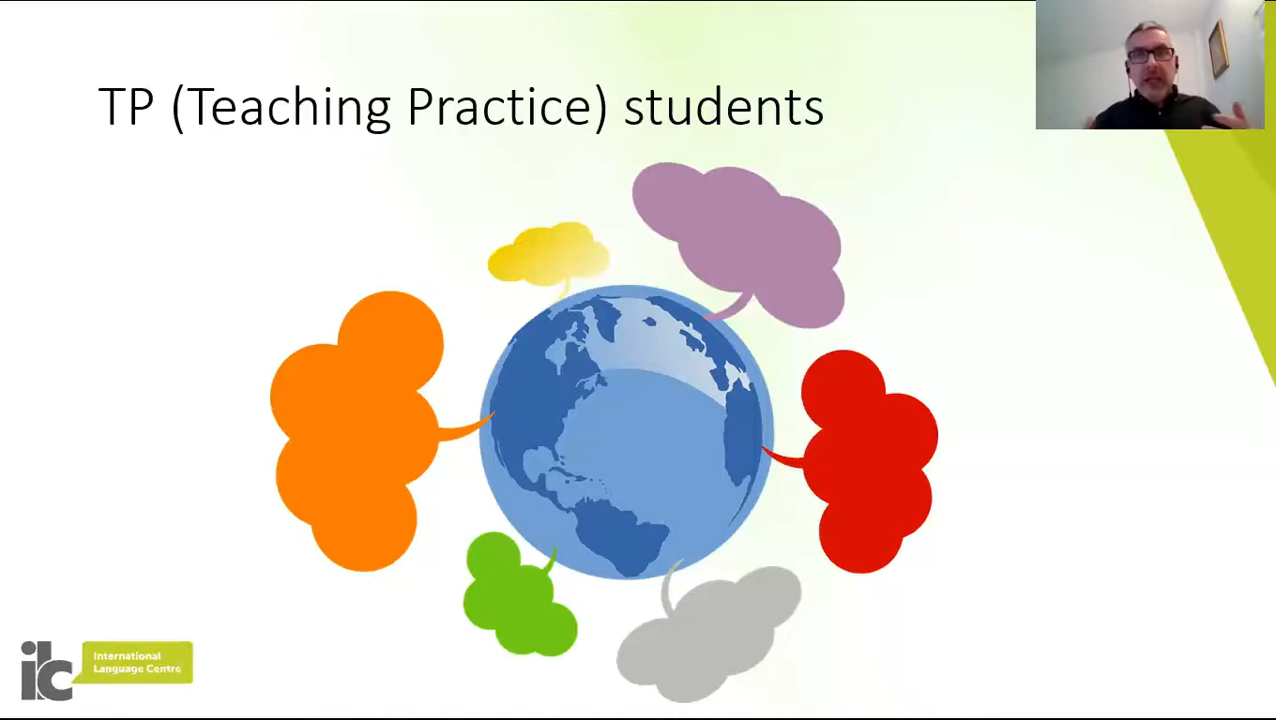 TP (Teaching Practice) students
ilc
International
Language Centre